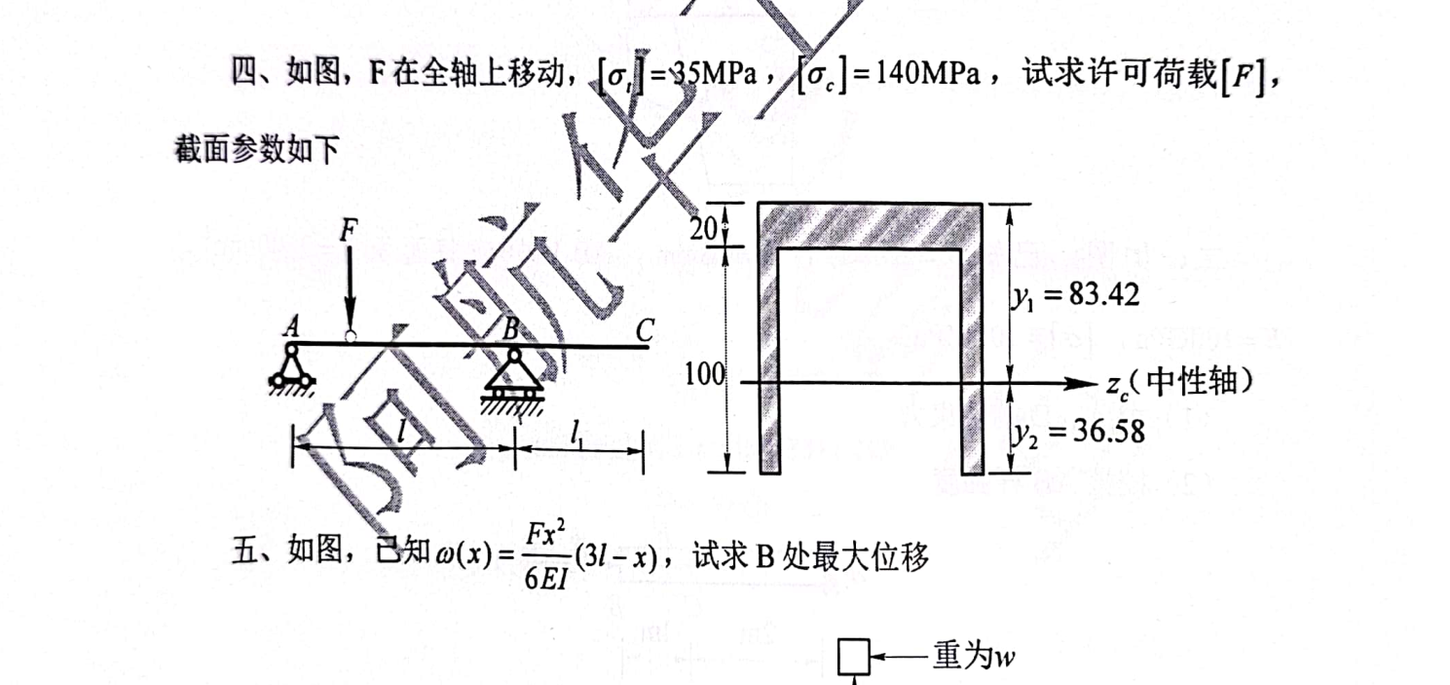 四、如图，F在全轴上移动，[σt]=35MPa，[σc]=140MPa，试求许可荷载[F]，
截面参数如下
F
A
B
C
l
l1
20
100
y1 = 83.42
zc(中性轴)
y2 = 36.58
五、如图，已知ω(x)=Fx²/6EI(3l-x)，试求B处最大位移
重为w